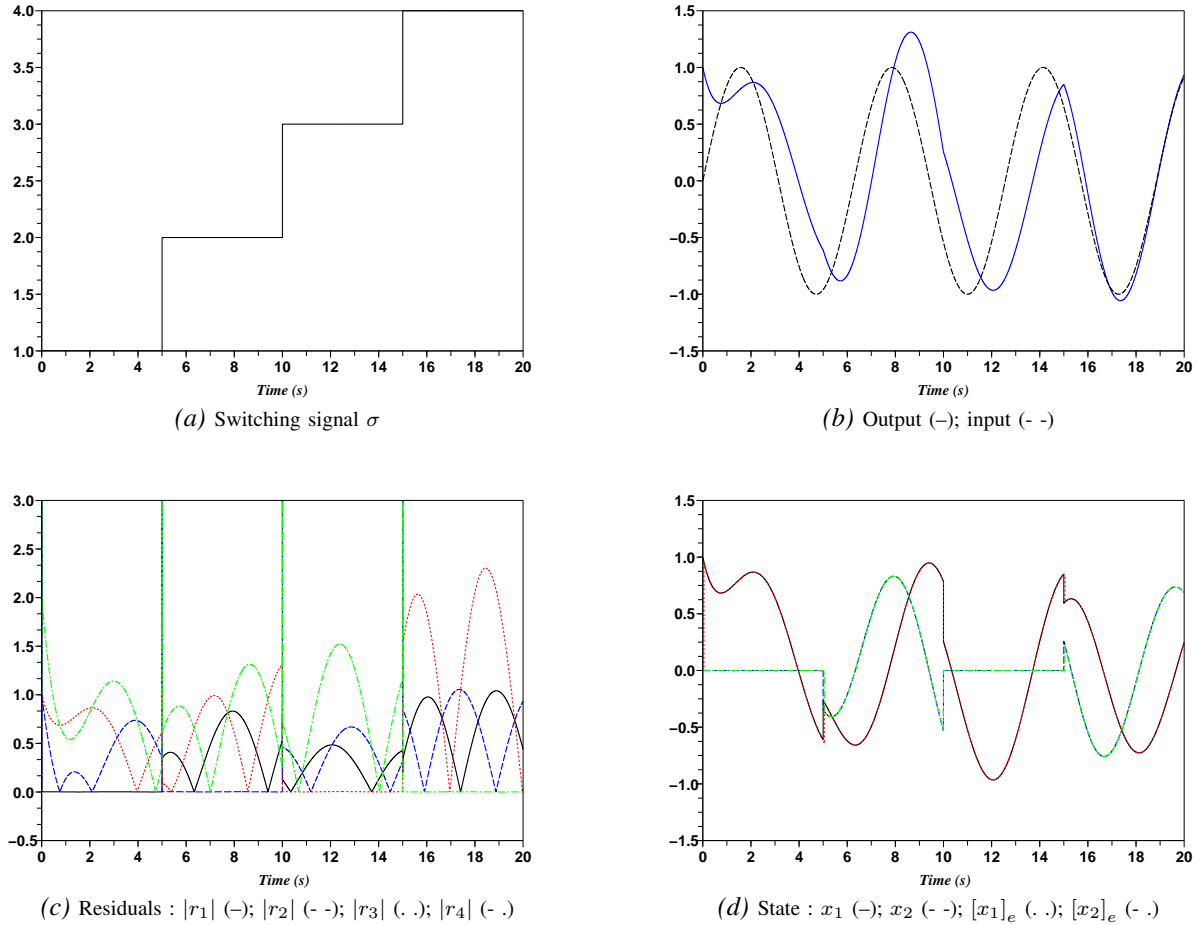 4.0
3.5
3.0
2.5
2.0
1.5
1.0
0 2 4 6 8 10 12 14 16 18 20
Time (s)
(a) Switching signal σ
1.5
1.0
0.5
0.0
−0.5
−1.0
−1.5
0 2 4 6 8 10 12 14 16 18 20
Time (s)
(b) Output (–); input (- -)
3.0
2.5
2.0
1.5
1.0
0.5
0.0
−0.5
0 2 4 6 8 10 12 14 16 18 20
Time (s)
(c) Residuals : |r₁| (–); |r₂| (- -); |r₃| (. .); |r₄| (- .)
1.5
1.0
0.5
0.0
−0.5
−1.0
−1.5
0 2 4 6 8 10 12 14 16 18 20
Time (s)
(d) State : x₁ (–); x₂ (- -); [x₁]ₑ (. .); [x₂]ₑ (- .)